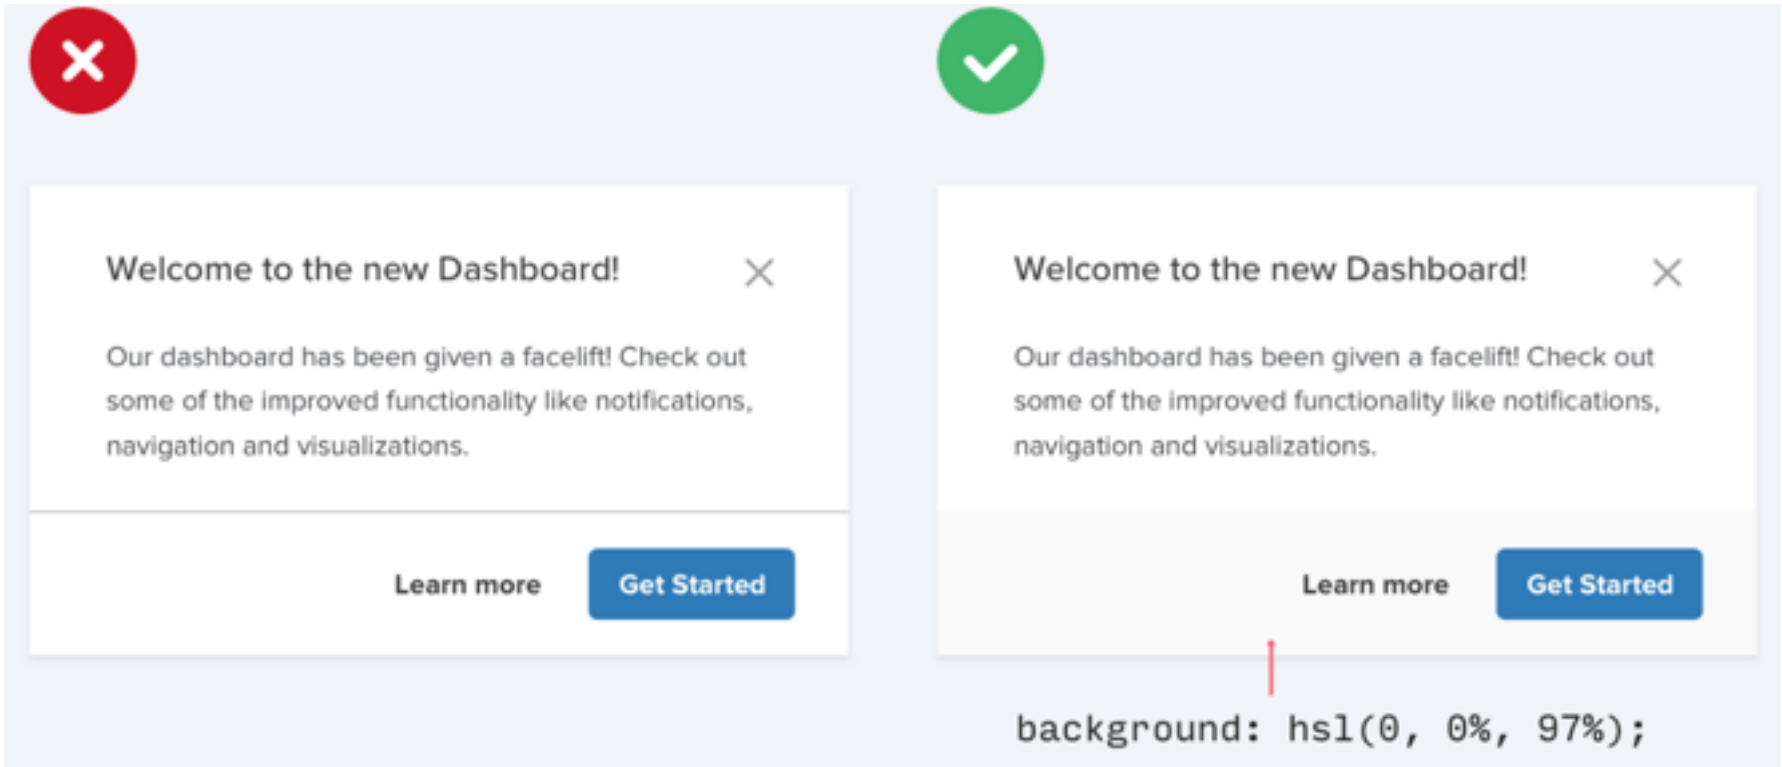 Welcome to the new Dashboard!
Our dashboard has been given a facelift! Check out
some of the improved functionality like notifications,
navigation and visualizations.
Learn more
Get Started
Welcome to the new Dashboard!
Our dashboard has been given a facelift! Check out
some of the improved functionality like notifications,
navigation and visualizations.
Learn more
Get Started
background: hsl(0, 0%, 97%);